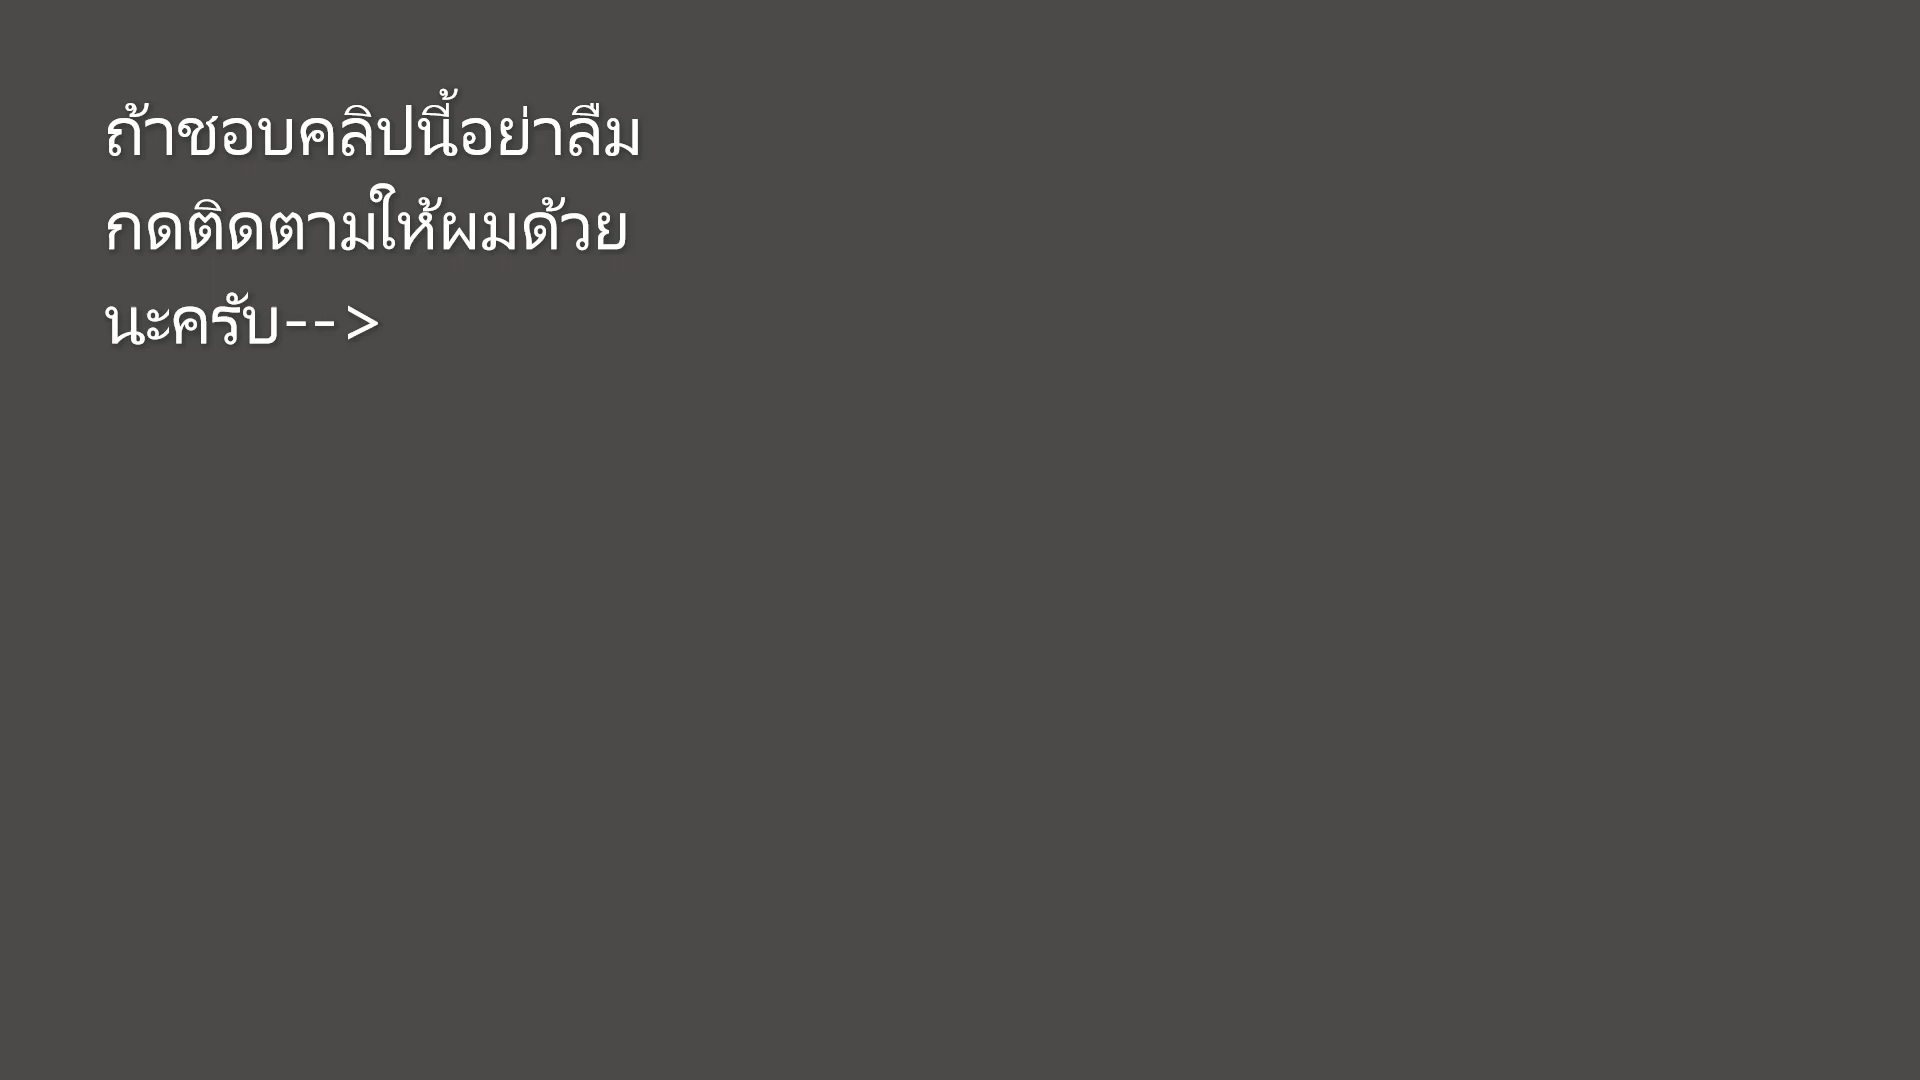 ถ้าชอบคลิปนี้อย่าลืม
กดติดตามให้ผมด้วย
นะครับ-->